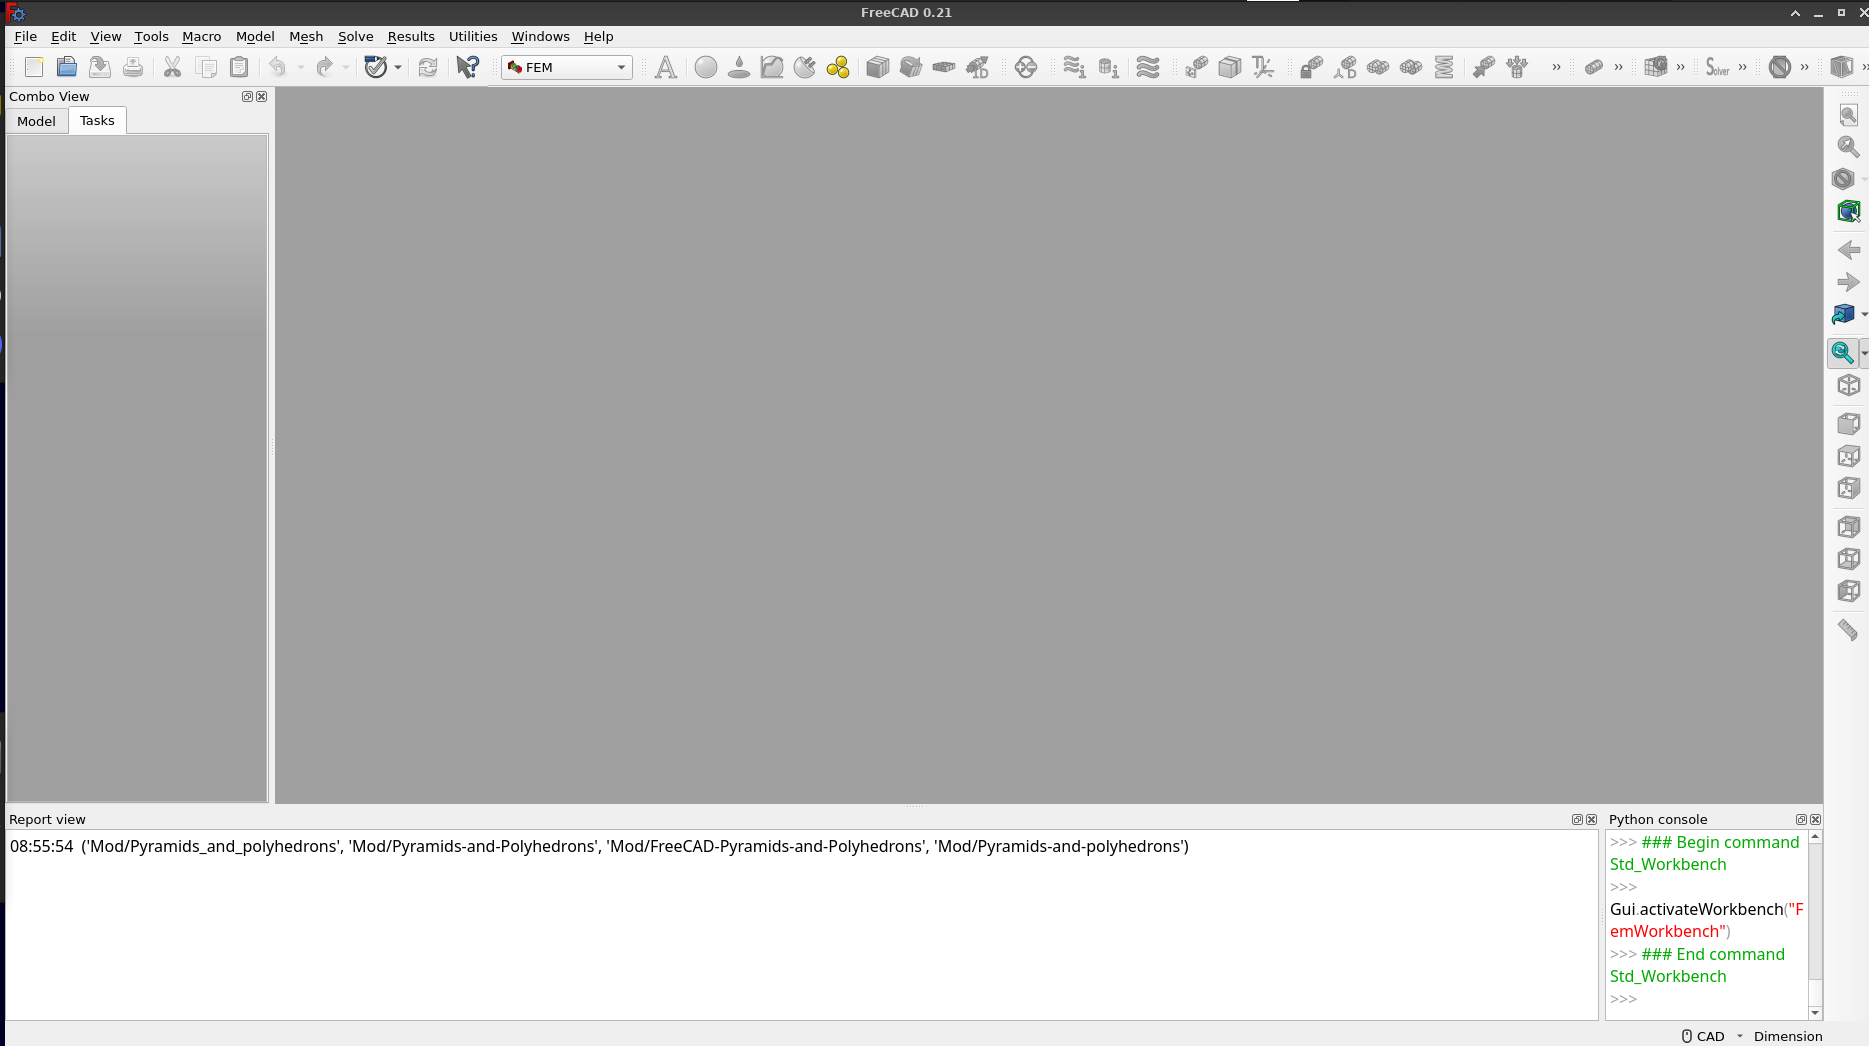 FreeCAD 0.21
File Edit View Tools Macro Model Mesh Solve Results Utilities Windows Help
FEM
Solver
Combo View
Model Tasks
Report view
08:55:54 ('Mod/Pyramids_and_polyhedrons', 'Mod/Pyramids-and-Polyhedrons', 'Mod/FreeCAD-Pyramids-and-Polyhedrons', 'Mod/Pyramids-and-polyhedrons')
Python console
>>> ### Begin command
Std_Workbench
>>>
Gui.activateWorkbench("F
emWorkbench")
>>> ### End command
Std_Workbench
>>>
CAD Dimension